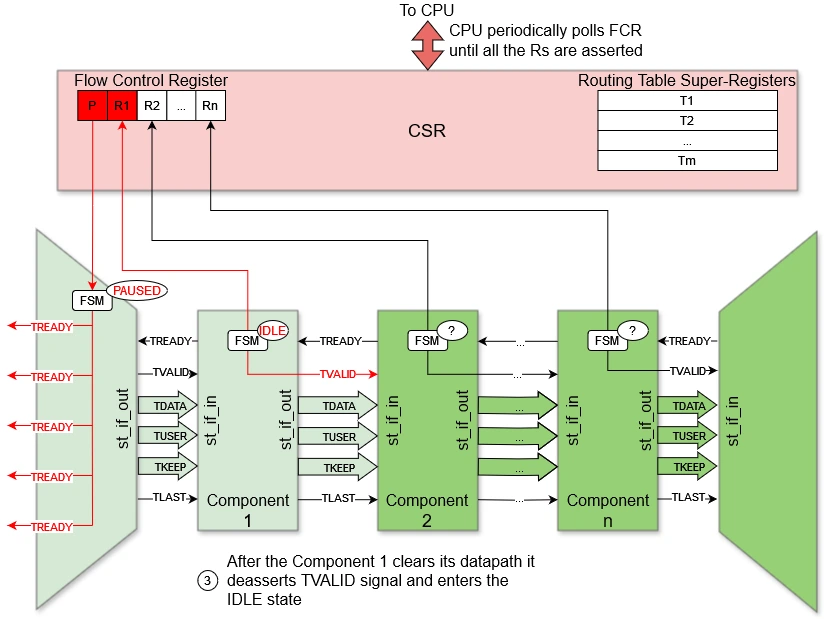 To CPU
CPU periodically polls FCR
until all the Rs are asserted
Flow Control Register
Routing Table Super-Registers
P R1 R2 ... Rn
T1
T2
...
Tm
CSR
FSM
PAUSED
TREADY
TREADY
TREADY
TREADY
TREADY
st_if_out
TREADY
TVALID
TDATA
TUSER
TKEEP
TLAST
FSM
IDLE
st_if_in
st_if_out
Component
1
TREADY
TVALID
TDATA
TUSER
TKEEP
TLAST
FSM
?
st_if_in
st_if_out
Component
2
...
...
...
...
...
...
FSM
?
st_if_in
st_if_out
Component
n
TREADY
TVALID
TDATA
TUSER
TKEEP
TLAST
st_if_in
3
After the Component 1 clears its datapath it
deasserts TVALID signal and enters the
IDLE state